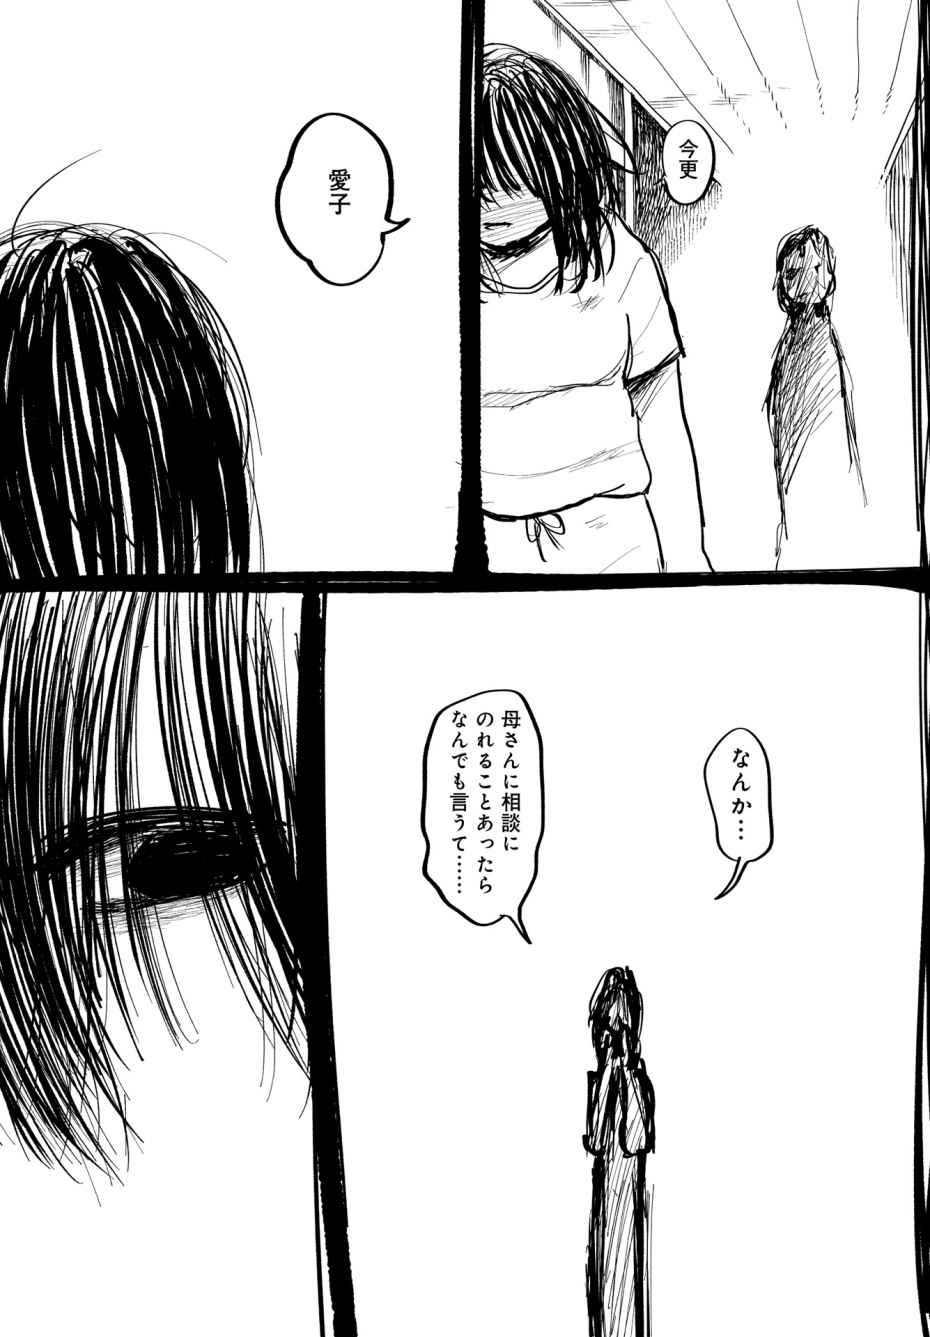 今更
愛子
なんか…
母さんに相談に
のれることあったら
なんでも言うて……